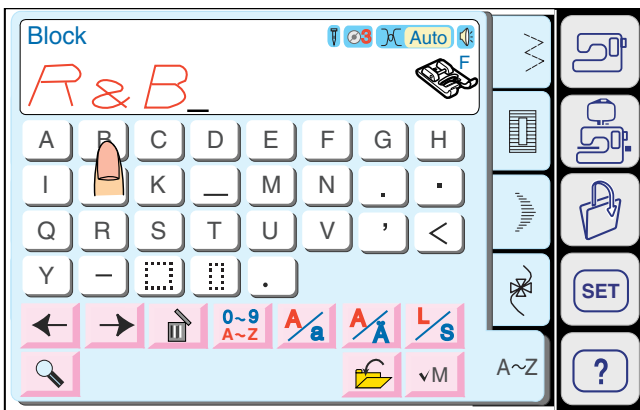 Block
3 Auto
F
R&B_
A B C D E F G H
I K _ M N . ·
Q R S T U V ’ <
Y – .
0~9
A~Z
A/a
A/Ä
L/S
√M
A~Z
SET
?